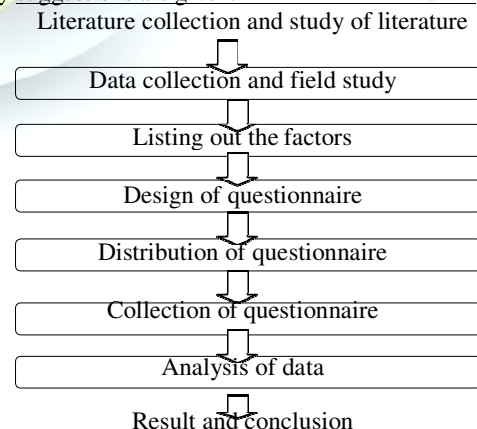 Literature collection and study of literature
Data collection and field study
Listing out the factors
Design of questionnaire
Distribution of questionnaire
Collection of questionnaire
Analysis of data
Result and conclusion